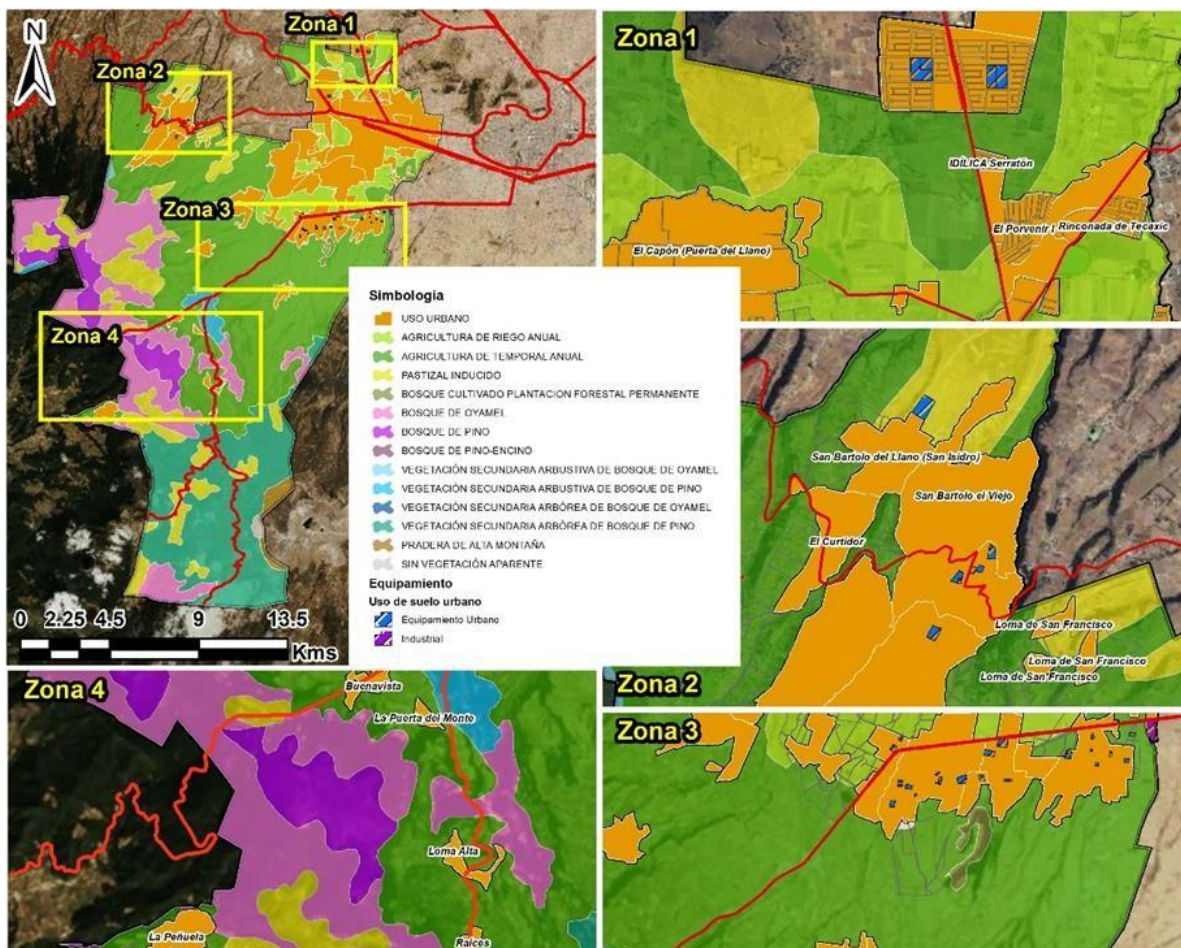 N
Zona 1
Zona 2
Zona 3
Zona 4
0 2.25 4.5 9 13.5
Kms
Simbología
USO URBANO
AGRICULTURA DE RIEGO ANUAL
AGRICULTURA DE TEMPORAL ANUAL
PASTIZAL INDUCIDO
BOSQUE CULTIVADO PLANTACION FORESTAL PERMANENTE
BOSQUE DE OYAMEL
BOSQUE DE PINO
BOSQUE DE PINO-ENCINO
VEGETACIÓN SECUNDARIA ARBUSTIVA DE BOSQUE DE OYAMEL
VEGETACIÓN SECUNDARIA ARBUSTIVA DE BOSQUE DE PINO
VEGETACIÓN SECUNDARIA ARBÓREA DE BOSQUE DE OYAMEL
VEGETACIÓN SECUNDARIA ARBÓREA DE BOSQUE DE PINO
PRADERA DE ALTA MONTAÑA
SIN VEGETACIÓN APARENTE
Equipamiento
Uso de suelo urbano
Equipamiento Urbano
Industrial
Zona 1
IDÍLICA Serratón
El Porvenir I
Rinconada de Tecaxic
El Capón (Puerta del Llano)
San Bartolo del Llano (San Isidro)
San Bartolo el Viejo
El Curtidor
Loma de San Francisco
Loma de San Francisco
Loma de San Francisco
Zona 2
Zona 3
Zona 4
Buenavista
La Puerta del Monte
Loma Alta
La Peñuela
Raíces